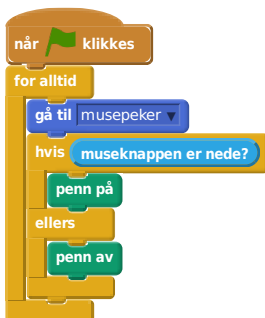 når klikkes
for alltid
gå til musepeker
hvis museknappen er nede?
penn på
ellers
penn av